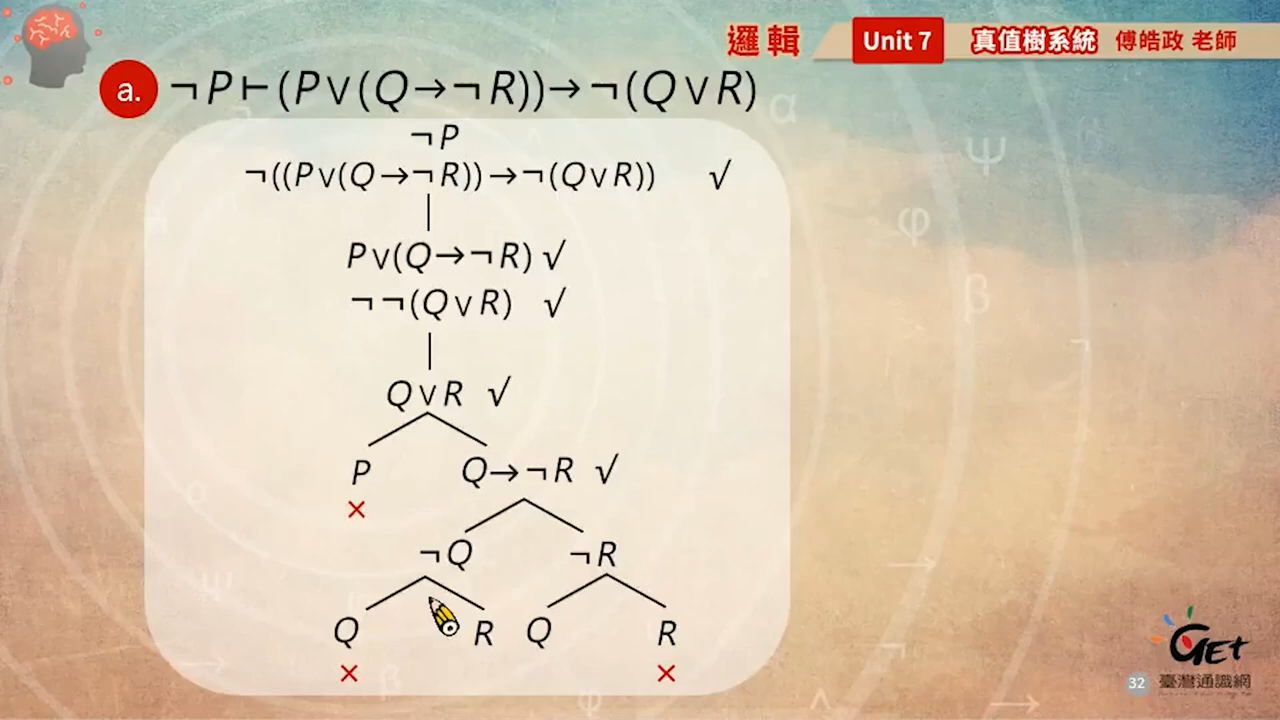 邏輯 Unit 7 真值樹系統 傅皓政 老師
a. ¬P⊢(P∨(Q→¬R))→¬(Q∨R)
¬P
¬((P∨(Q→¬R))→¬(Q∨R)) √
P∨(Q→¬R) √
¬¬(Q∨R) √
Q∨R √
P Q→¬R √
×
¬Q ¬R
Q R Q R
× ×
GET
32 臺灣通識網